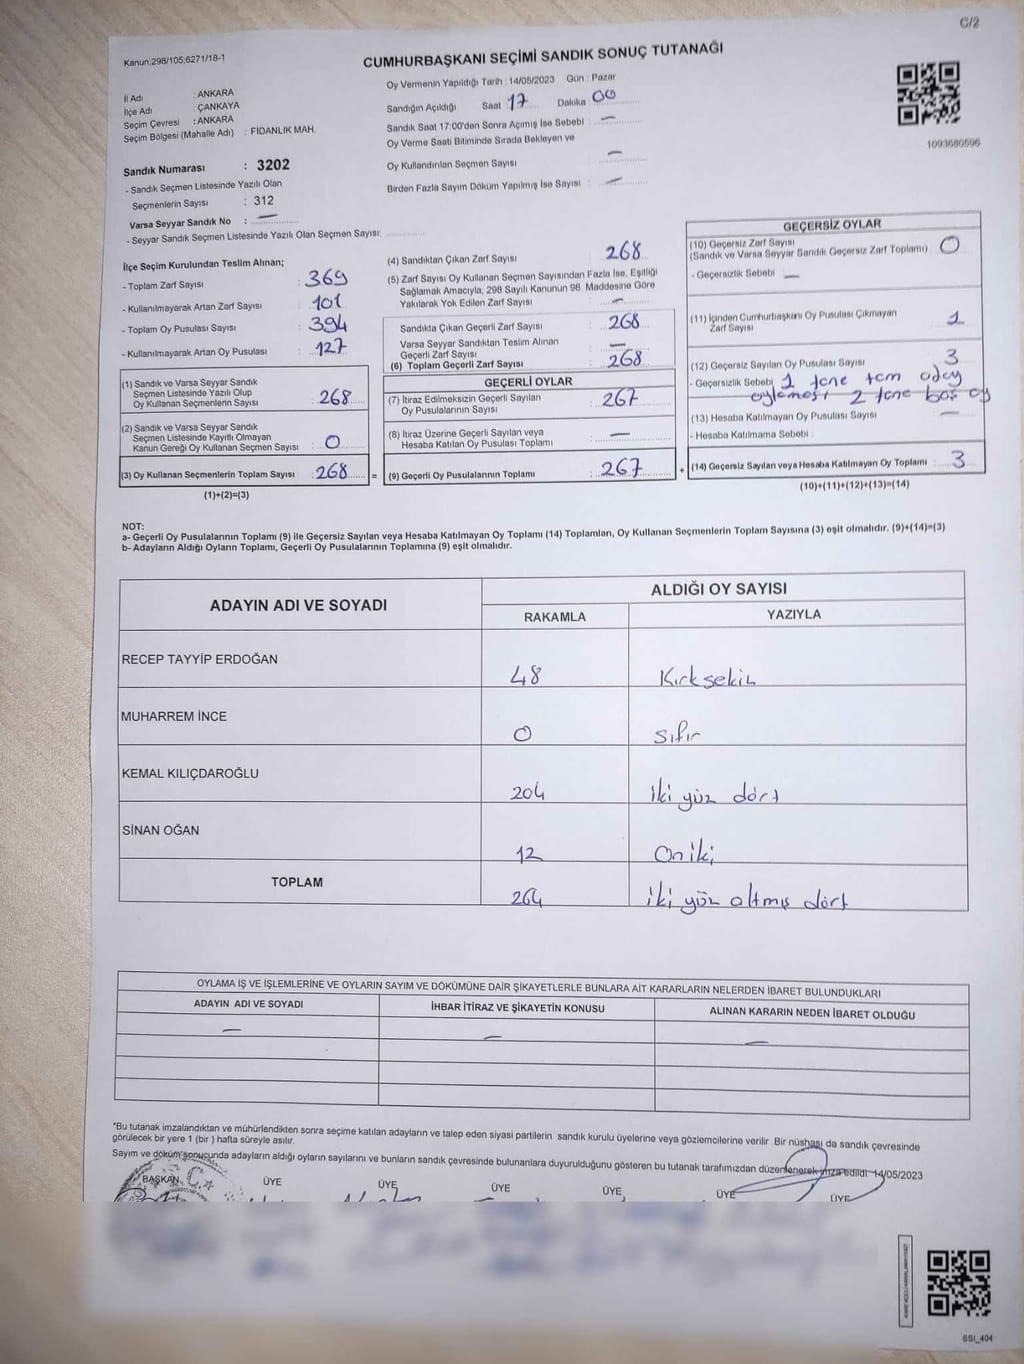 C/2
Kanun:298/105;6271/18-1
CUMHURBAŞKANI SEÇİMİ SANDIK SONUÇ TUTANAĞI
İl Adı : ANKARA
İlçe Adı : ÇANKAYA
Seçim Çevresi : ANKARA
Seçim Bölgesi (Mahalle Adı) : FİDANLIK MAH.
Sandık Numarası : 3202
- Sandık Seçmen Listesinde Yazılı Olan
Seçmenlerin Sayısı : 312
Varsa Seyyar Sandık No : —
- Seyyar Sandık Seçmen Listesinde Yazılı Olan Seçmen Sayısı:
Oy Vermenin Yapıldığı Tarih : 14/05/2023 Gün : Pazar
Sandığın Açıldığı Saat 17 Dakika 00
Sandık Saat 17:00'den Sonra Açımış İse Sebebi : —
Oy Verme Saati Bitiminde Sırada Bekleyen ve
Oy Kullandırılan Seçmen Sayısı —
Birden Fazla Sayım Döküm Yapılmış İse Sayısı : —
1093680596
İlçe Seçim Kurulundan Teslim Alınan;
- Toplam Zarf Sayısı : 369
- Kullanılmayarak Artan Zarf Sayısı : 101
- Toplam Oy Pusulası Sayısı : 394
- Kullanılmayarak Artan Oy Pusulası : 127
(1) Sandık ve Varsa Seyyar Sandık
Seçmen Listesinde Yazılı Olup
Oy Kullanan Seçmenlerin Sayısı : 268
(2) Sandık ve Varsa Seyyar Sandık
Seçmen Listesinde Kayıtlı Olmayan
Kanun Gereği Oy Kullanan Seçmen Sayısı : 0
(3) Oy Kullanan Seçmenlerin Toplam Sayısı : 268 =
(1)+(2)=(3)
(4) Sandıktan Çıkan Zarf Sayısı : 268
(5) Zarf Sayısı Oy Kullanan Seçmen Sayısından Fazla İse, Eşitliği
Sağlamak Amacıyla, 298 Sayılı Kanunun 98. Maddesine Göre
Yakılarak Yok Edilen Zarf Sayısı : —
Sandıkta Çıkan Geçerli Zarf Sayısı : 268
Varsa Seyyar Sandıktan Teslim Alınan
Geçerli Zarf Sayısı : —
(6) Toplam Geçerli Zarf Sayısı : 268
GEÇERLİ OYLAR
(7) İtiraz Edilmeksizin Geçerli Sayılan
Oy Pusulalarının Sayısı : 267
(8) İtiraz Üzerine Geçerli Sayılan veya
Hesaba Katılan Oy Pusulası Toplamı : —
(9) Geçerli Oy Pusulalarının Toplamı : 267 +
GEÇERSİZ OYLAR
(10) Geçersiz Zarf Sayısı
(Sandık ve Varsa Seyyar Sandık Geçersiz Zarf Toplamı) : 0
- Geçersizlik Sebebi : —
(11) İçinden Cumhurbaşkanı Oy Pusulası Çıkmayan
Zarf Sayısı : 1
(12) Geçersiz Sayılan Oy Pusulası Sayısı : 3
- Geçersizlik Sebebi 1 tane tüm aday
oylaması 2 tane boş oy
(13) Hesaba Katılmayan Oy Pusulası Sayısı : —
- Hesaba Katılmama Sebebi :
(14) Geçersiz Sayılan veya Hesaba Katılmayan Oy Toplamı : 3
(10)+(11)+(12)+(13)=(14)
NOT:
a- Geçerli Oy Pusulalarının Toplamı (9) ile Geçersiz Sayılan veya Hesaba Katılmayan Oy Toplamı (14) Toplamları, Oy Kullanan Seçmenlerin Toplam Sayısına (3) eşit olmalıdır. (9)+(14)=(3)
b- Adayların Aldığı Oyların Toplamı, Geçerli Oy Pusulalarının Toplamına (9) eşit olmalıdır.
ADAYIN ADI VE SOYADI
ALDIĞI OY SAYISI
RAKAMLA YAZIYLA
RECEP TAYYİP ERDOĞAN 48 Kırksekiz
MUHARREM İNCE 0 sıfır
KEMAL KILIÇDAROĞLU 204 iki yüz dört
SİNAN OĞAN 12 Oniki
TOPLAM 264 iki yüz altmış dört
OYLAMA İŞ VE İŞLEMLERİNE VE OYLARIN SAYIM VE DÖKÜMÜNE DAİR ŞİKAYETLERLE BUNLARA AİT KARARLARIN NELERDEN İBARET BULUNDUKLARI
ADAYIN ADI VE SOYADI İHBAR İTİRAZ VE ŞİKAYETİN KONUSU ALINAN KARARIN NEDEN İBARET OLDUĞU
— — —
*Bu tutanak imzalandıktan ve mühürlendikten sonra seçime katılan adayların ve talep eden siyasi partilerin sandık kurulu üyelerine veya gözlemcilerine verilir .Bir nüshası da sandık çevresinde
görülecek bir yere 1 (bir ) hafta süreyle asılır.
Sayım ve döküm sonucunda adayların aldığı oyların sayılarını ve bunların sandık çevresinde bulunanlara duyurulduğunu gösteren bu tutanak tarafımızdan düzenlenerek imza edildi. 14/05/2023
BAŞKAN ÜYE ÜYE ÜYE ÜYE ÜYE ÜYE
T.C.
SSİ_404